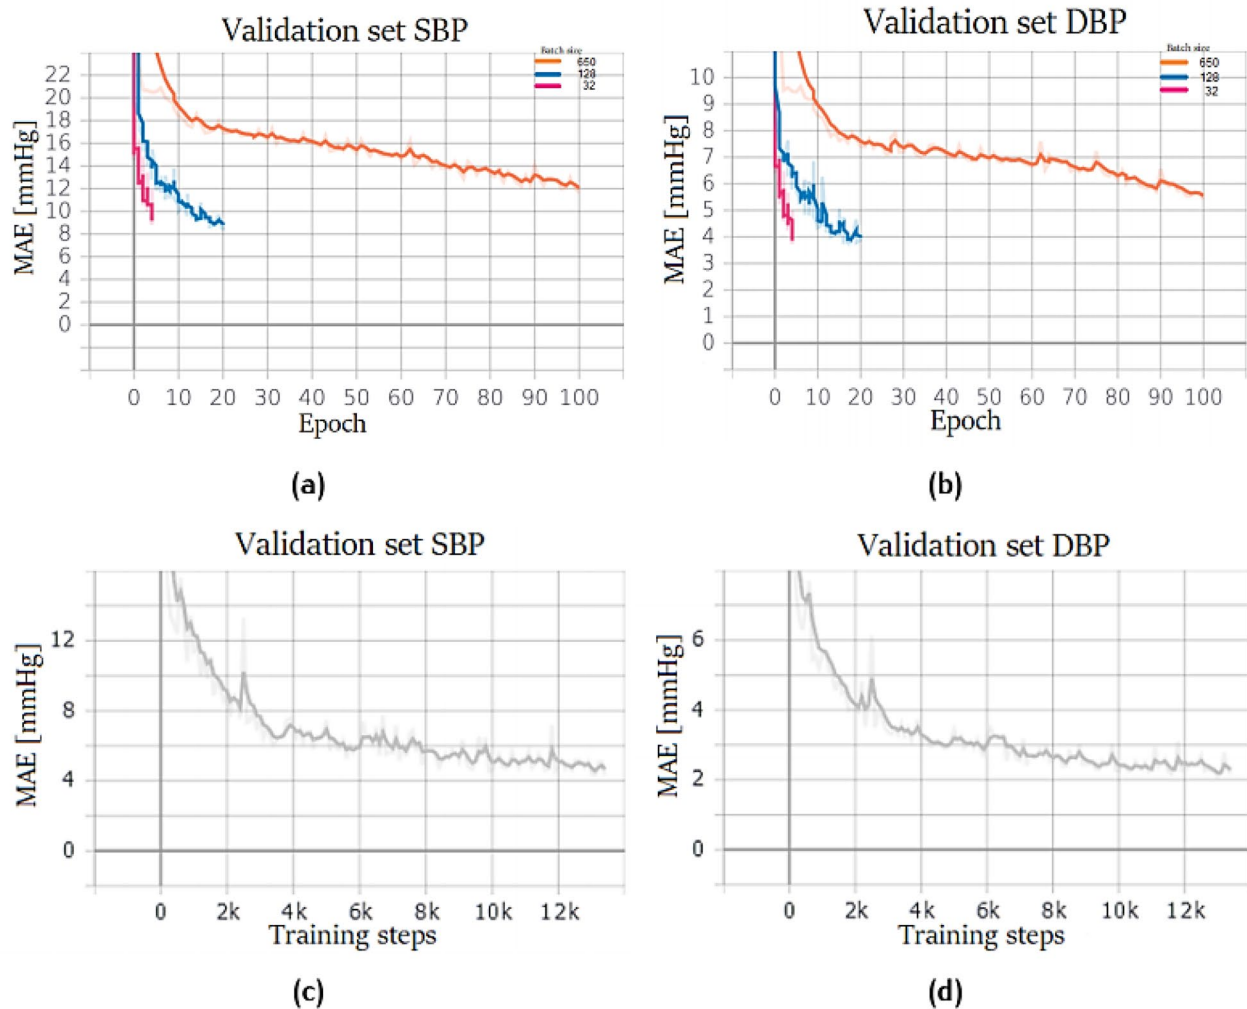 Validation set SBP
Batch size
650
128
32
MAE [mmHg]
22
20
18
16
14
12
10
8
6
4
2
0
0 10 20 30 40 50 60 70 80 90 100
Epoch
(a)
Validation set DBP
Batch size
650
128
32
MAE [mmHg]
10
9
8
7
6
5
4
3
2
1
0
0 10 20 30 40 50 60 70 80 90 100
Epoch
(b)
Validation set SBP
MAE [mmHg]
12
8
4
0
0 2k 4k 6k 8k 10k 12k
Training steps
(c)
Validation set DBP
MAE [mmHg]
6
4
2
0
0 2k 4k 6k 8k 10k 12k
Training steps
(d)